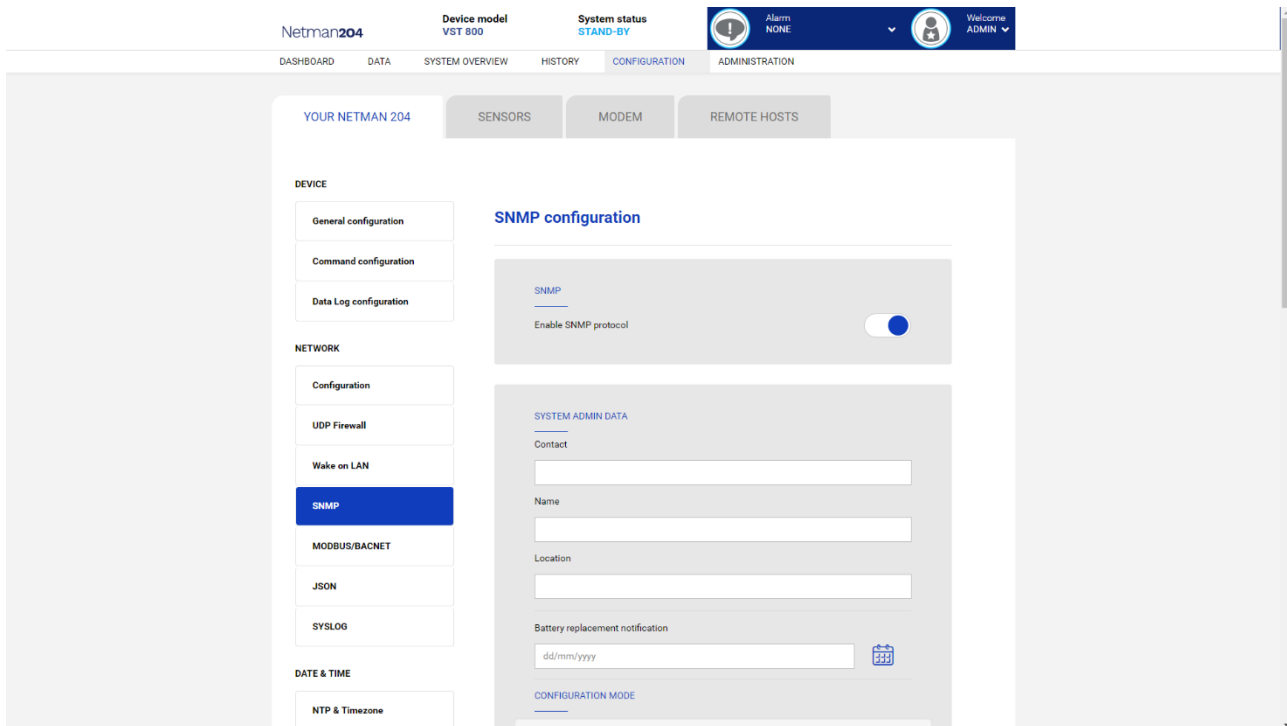 Netman204
Device model
VST 800
System status
STAND-BY
Alarm
NONE
Welcome
ADMIN
DASHBOARD DATA SYSTEM OVERVIEW HISTORY CONFIGURATION ADMINISTRATION
YOUR NETMAN 204 SENSORS MODEM REMOTE HOSTS
DEVICE
General configuration
Command configuration
Data Log configuration
NETWORK
Configuration
UDP Firewall
Wake on LAN
SNMP
MODBUS/BACNET
JSON
SYSLOG
DATE & TIME
NTP & Timezone
SNMP configuration
SNMP
Enable SNMP protocol
SYSTEM ADMIN DATA
Contact
Name
Location
Battery replacement notification
dd/mm/yyyy
CONFIGURATION MODE